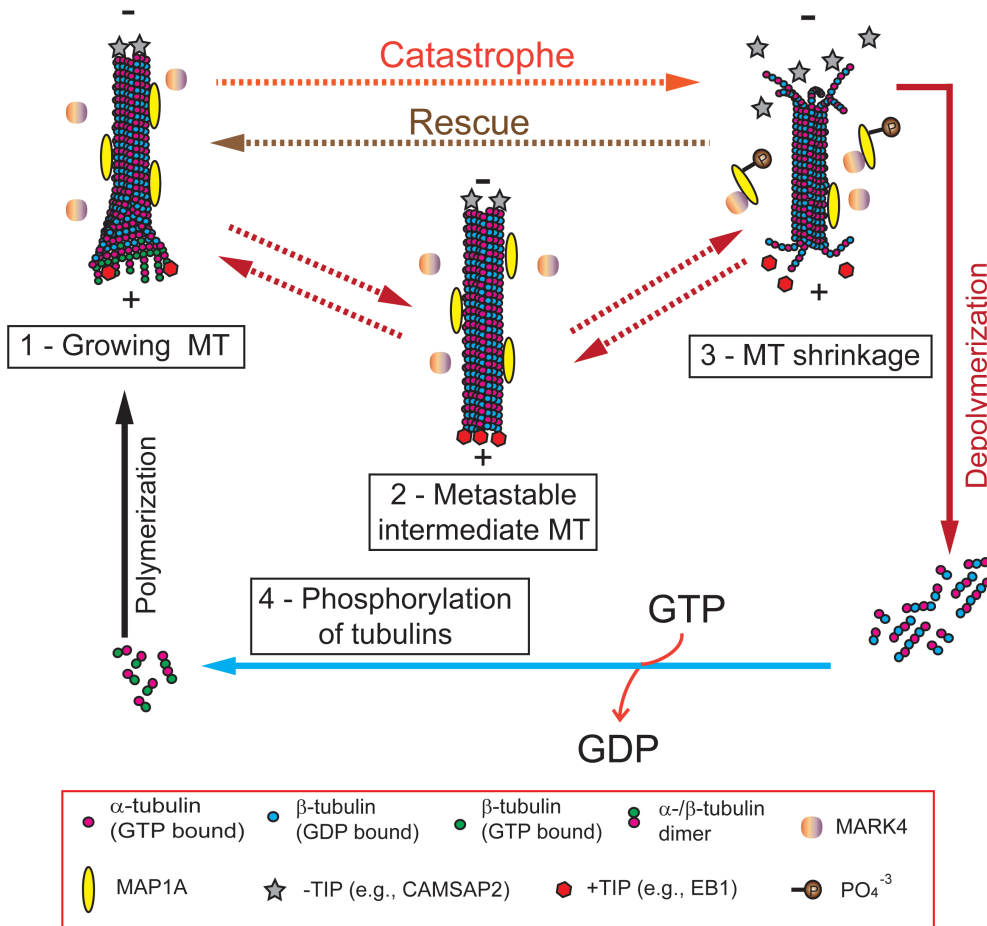 -
-
Catastrophe
Rescue
P
P
-
+
+
1 - Growing MT
3 - MT shrinkage
+
2 - Metastable
intermediate MT
Depolmerization
Polymerization
4 - Phosphorylation
of tubulins
GTP
GDP
α-tubulin
(GTP bound)
β-tubulin
(GDP bound)
β-tubulin
(GTP bound)
α-/β-tubulin
dimer
MARK4
MAP1A
-TIP (e.g., CAMSAP2)
+TIP (e.g., EB1)
P
PO₄⁻³